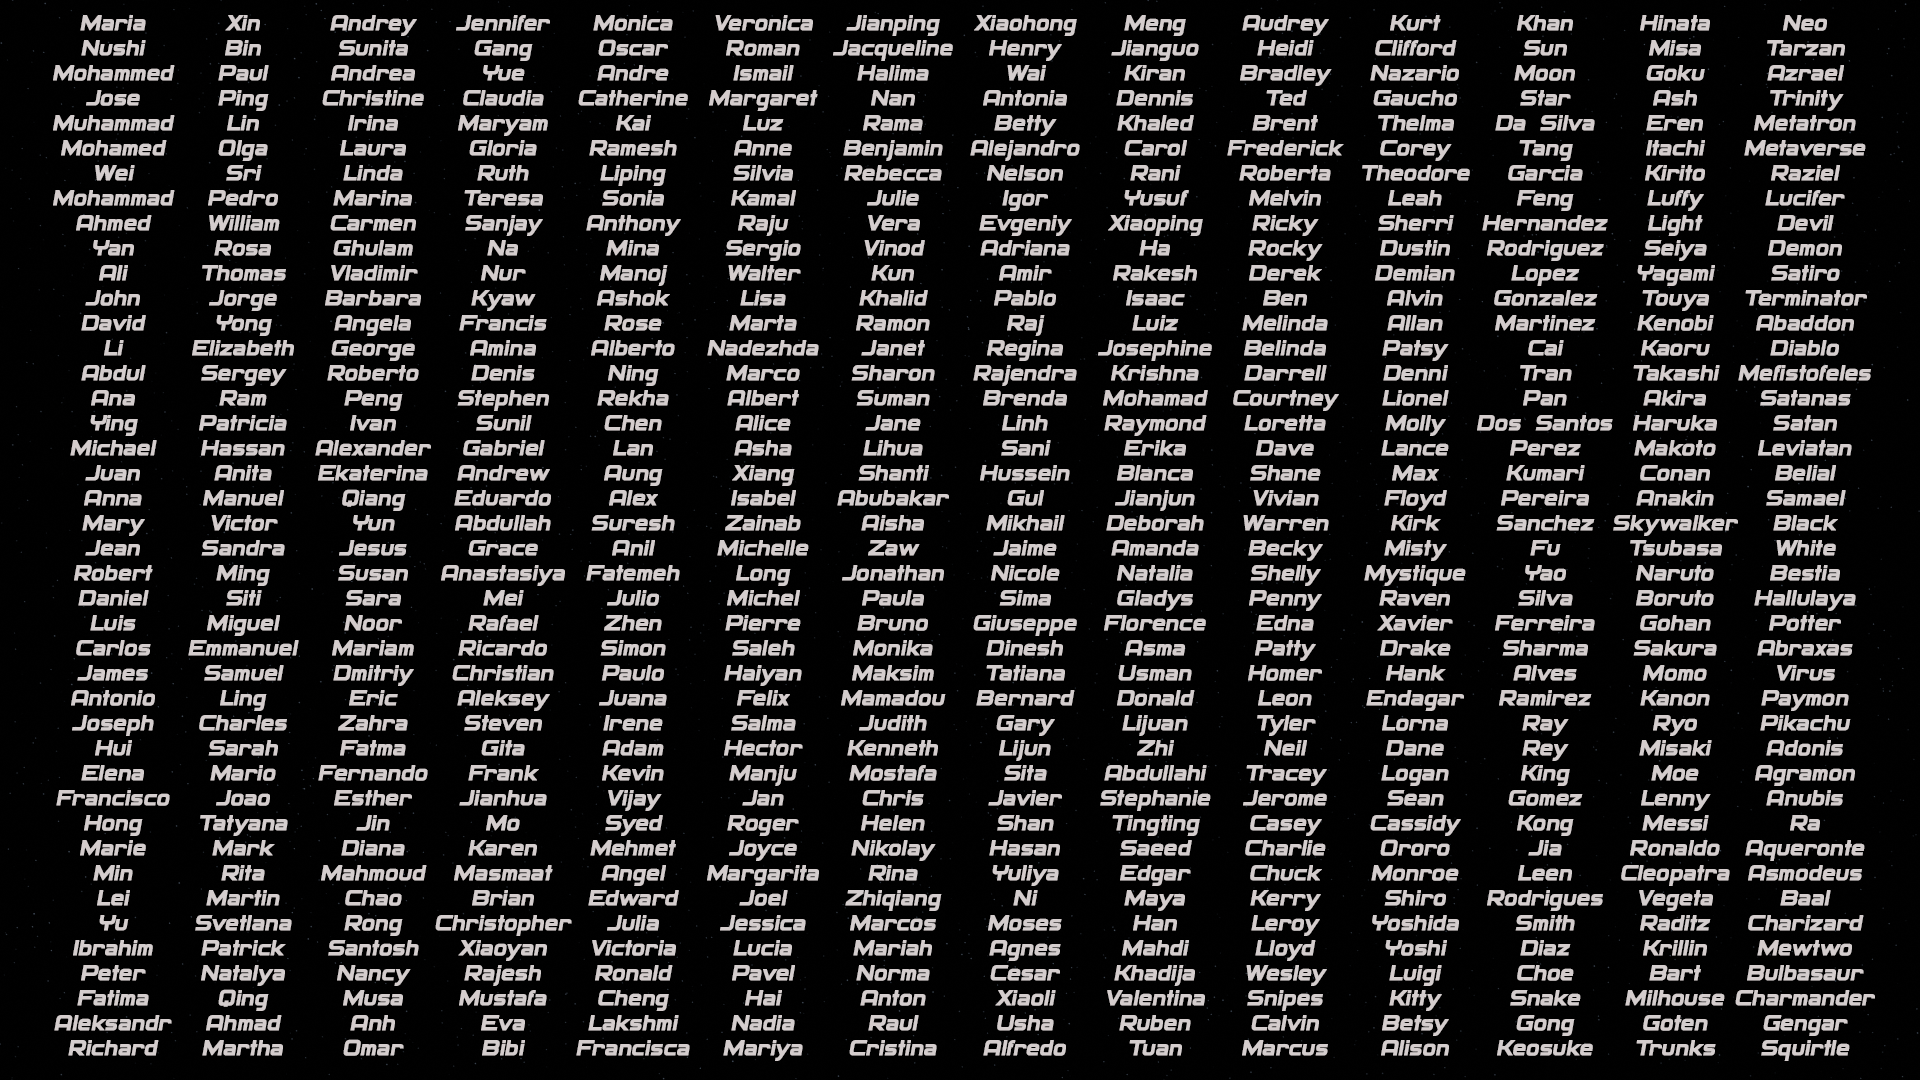 Maria Xin Andrey Jennifer Monica Veronica Jianping Xiaohong Meng Audrey Kurt Khan Hinata Neo
Nushi Bin Sunita Gang Oscar Roman Jacqueline Henry Jianguo Heidi Clifford Sun Misa Tarzan
Mohammed Paul Andrea Yue Andre Ismail Halima Wai Kiran Bradley Nazario Moon Goku Azrael
Jose Ping Christine Claudia Catherine Margaret Nan Antonia Dennis Ted Gaucho Star Ash Trinity
Muhammad Lin Irina Maryam Kai Luz Rama Betty Khaled Brent Thelma Da Silva Eren Metatron
Mohamed Olga Laura Gloria Ramesh Anne Benjamin Alejandro Carol Frederick Corey Tang Itachi Metaverse
Wei Sri Linda Ruth Liping Silvia Rebecca Nelson Rani Roberta Theodore Garcia Kirito Raziel
Mohammad Pedro Marina Teresa Sonia Kamal Julie Igor Yusuf Melvin Leah Feng Luffy Lucifer
Ahmed William Carmen Sanjay Anthony Raju Vera Evgeniy Xiaoping Ricky Sherri Hernandez Light Devil
Yan Rosa Ghulam Na Mina Sergio Vinod Adriana Ha Rocky Dustin Rodriguez Seiya Demon
Ali Thomas Vladimir Nur Manoj Walter Kun Amir Rakesh Derek Demian Lopez Yagami Satiro
John Jorge Barbara Kyaw Ashok Lisa Khalid Pablo Isaac Ben Alvin Gonzalez Touya Terminator
David Yong Angela Francis Rose Marta Ramon Raj Luiz Melinda Allan Martinez Kenobi Abaddon
Li Elizabeth George Amina Alberto Nadezhda Janet Regina Josephine Belinda Patsy Cai Kaoru Diablo
Abdul Sergey Roberto Denis Ning Marco Sharon Rajendra Krishna Darrell Denni Tran Takashi Mefistofeles
Ana Ram Peng Stephen Rekha Albert Suman Brenda Mohamad Courtney Lionel Pan Akira Satanas
Ying Patricia Ivan Sunil Chen Alice Jane Linh Raymond Loretta Molly Dos Santos Haruka Satan
Michael Hassan Alexander Gabriel Lan Asha Lihua Sani Erika Dave Lance Perez Makoto Leviatan
Juan Anita Ekaterina Andrew Aung Xiang Shanti Hussein Blanca Shane Max Kumari Conan Belial
Anna Manuel Qiang Eduardo Alex Isabel Abubakar Gul Jianjun Vivian Floyd Pereira Anakin Samael
Mary Victor Yun Abdullah Suresh Zainab Aisha Mikhail Deborah Warren Kirk Sanchez Skywalker Black
Jean Sandra Jesus Grace Anil Michelle Zaw Jaime Amanda Becky Misty Fu Tsubasa White
Robert Ming Susan Anastasiya Fatemeh Long Jonathan Nicole Natalia Shelly Mystique Yao Naruto Bestia
Daniel Siti Sara Mei Julio Michel Paula Sima Gladys Penny Raven Silva Boruto Hallulaya
Luis Miguel Noor Rafael Zhen Pierre Bruno Giuseppe Florence Edna Xavier Ferreira Gohan Potter
Carlos Emmanuel Mariam Ricardo Simon Saleh Monika Dinesh Asma Patty Drake Sharma Sakura Abraxas
James Samuel Dmitriy Christian Paulo Haiyan Maksim Tatiana Usman Homer Hank Alves Momo Virus
Antonio Ling Eric Aleksey Juana Felix Mamadou Bernard Donald Leon Endagar Ramirez Kanon Paymon
Joseph Charles Zahra Steven Irene Salma Judith Gary Lijuan Tyler Lorna Ray Ryo Pikachu
Hui Sarah Fatma Gita Adam Hector Kenneth Lijun Zhi Neil Dane Rey Misaki Adonis
Elena Mario Fernando Frank Kevin Manju Mostafa Sita Abdullahi Tracey Logan King Moe Agramon
Francisco Joao Esther Jianhua Vijay Jan Chris Javier Stephanie Jerome Sean Gomez Lenny Anubis
Hong Tatyana Jin Mo Syed Roger Helen Shan Tingting Casey Cassidy Kong Messi Ra
Marie Mark Diana Karen Mehmet Joyce Nikolay Hasan Saeed Charlie Ororo Jia Ronaldo Aqueronte
Min Rita Mahmoud Masmaat Angel Margarita Rina Yuliya Edgar Chuck Monroe Leen Cleopatra Asmodeus
Lei Martin Chao Brian Edward Joel Zhiqiang Ni Maya Kerry Shiro Rodrigues Vegeta Baal
Yu Svetlana Rong Christopher Julia Jessica Marcos Moses Han Leroy Yoshida Smith Raditz Charizard
Ibrahim Patrick Santosh Xiaoyan Victoria Lucia Mariah Agnes Mahdi Lloyd Yoshi Diaz Krillin Mewtwo
Peter Natalya Nancy Rajesh Ronald Pavel Norma Cesar Khadija Wesley Luigi Choe Bart Bulbasaur
Fatima Qing Musa Mustafa Cheng Hai Anton Xiaoli Valentina Snipes Kitty Snake Milhouse Charmander
Aleksandr Ahmad Anh Eva Lakshmi Nadia Raul Usha Ruben Calvin Betsy Gong Goten Gengar
Richard Martha Omar Bibi Francisca Mariya Cristina Alfredo Tuan Marcus Alison Keosuke Trunks Squirtle